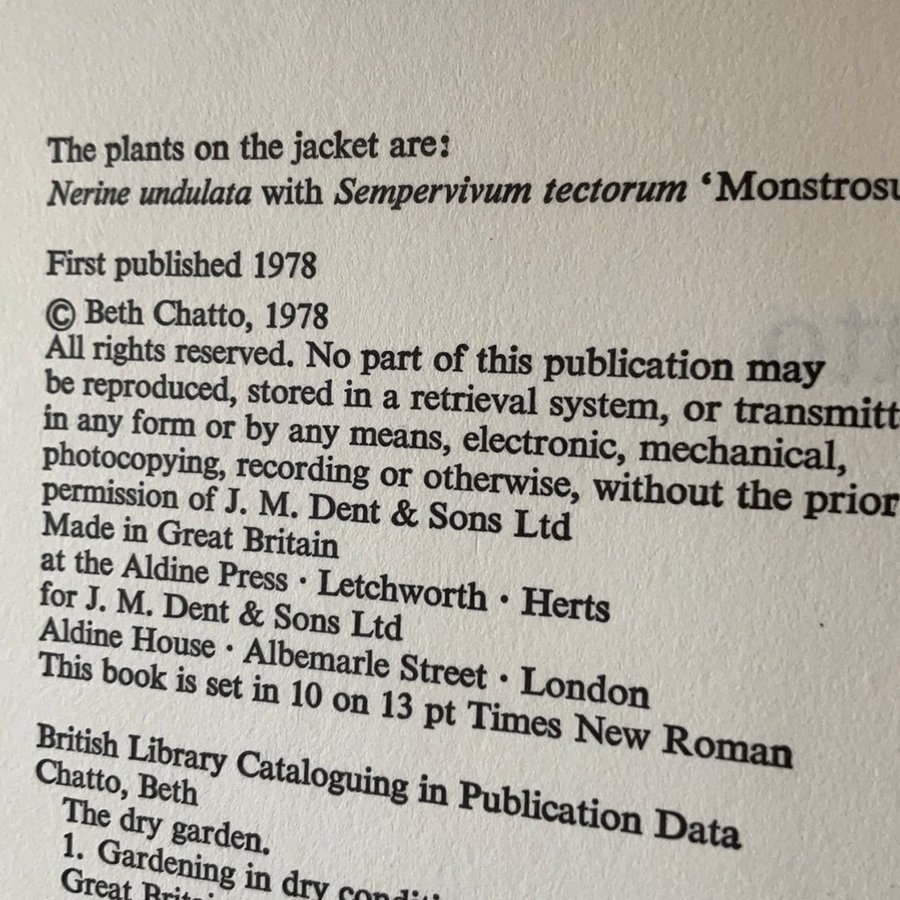 The plants on the jacket are:
Nerine undulata with Sempervivum tectorum ‘Monstrosu
First published 1978
© Beth Chatto, 1978
All rights reserved. No part of this publication may
be reproduced, stored in a retrieval system, or transmitt
in any form or by any means, electronic, mechanical,
photocopying, recording or otherwise, without the prior
permission of J. M. Dent & Sons Ltd
Made in Great Britain
at the Aldine Press · Letchworth · Herts
for J. M. Dent & Sons Ltd
Aldine House · Albemarle Street · London
This book is set in 10 on 13 pt Times New Roman
British Library Cataloguing in Publication Data
Chatto, Beth
The dry garden.
1. Gardening in dry conditi
Great Britai